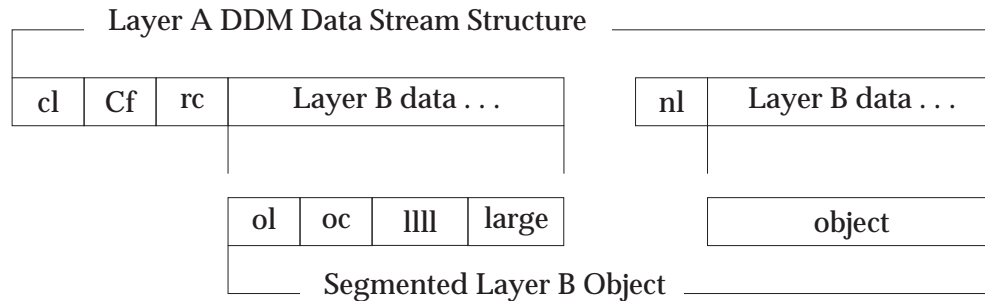 Layer A DDM Data Stream Structure
cl Cf rc Layer B data . . . nl Layer B data . . .
ol oc llll large object
Segmented Layer B Object